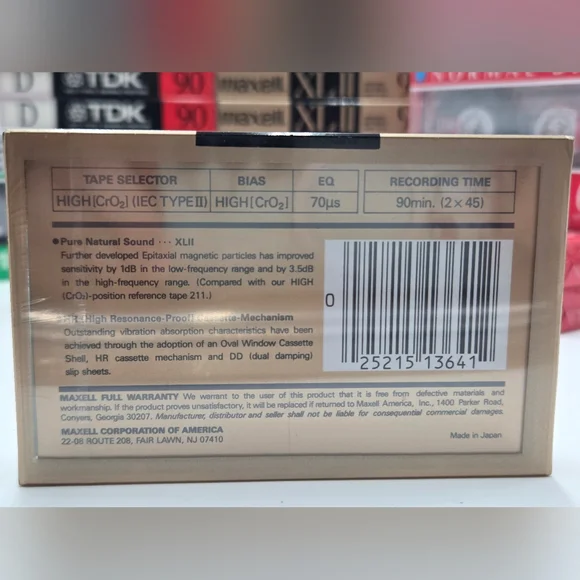 D TDK 90 maxell XLII 9
D TDK 90 maxell XLII 9
TAPE SELECTOR BIAS EQ RECORDING TIME
HIGH[CrO₂] (IEC TYPEⅡ) HIGH[CrO₂] 70µs 90min. (2×45)
●Pure Natural Sound ··· XLII
Further developed Epitaxial magnetic particles has improved
sensitivity by 1dB in the low-frequency range and by 3.5dB
in the high-frequency range. (Compared with our HIGH
(CrO₂)-position reference tape 211.)
High Resonance-Proof) -Mechanism
Outstanding vibration absorption characteristics have been
achieved through the adoption of an Oval Window Cassette
Shell, HR cassette mechanism and DD (dual damping)
slip sheets.
0 25215 13641
MAXELL FULL WARRANTY We warrant to the user of this product that it is free from defective materials and
workmanship. If the product proves unsatisfactory, it will be replaced if returned to Maxell America, Inc., 1400 Parker Road,
Conyers, Georgia 30207. Manufacturer, distributor and seller shall not be liable for consequential commercial damages.
MAXELL CORPORATION OF AMERICA
22-08 ROUTE 208, FAIR LAWN, NJ 07410
Made in Japan